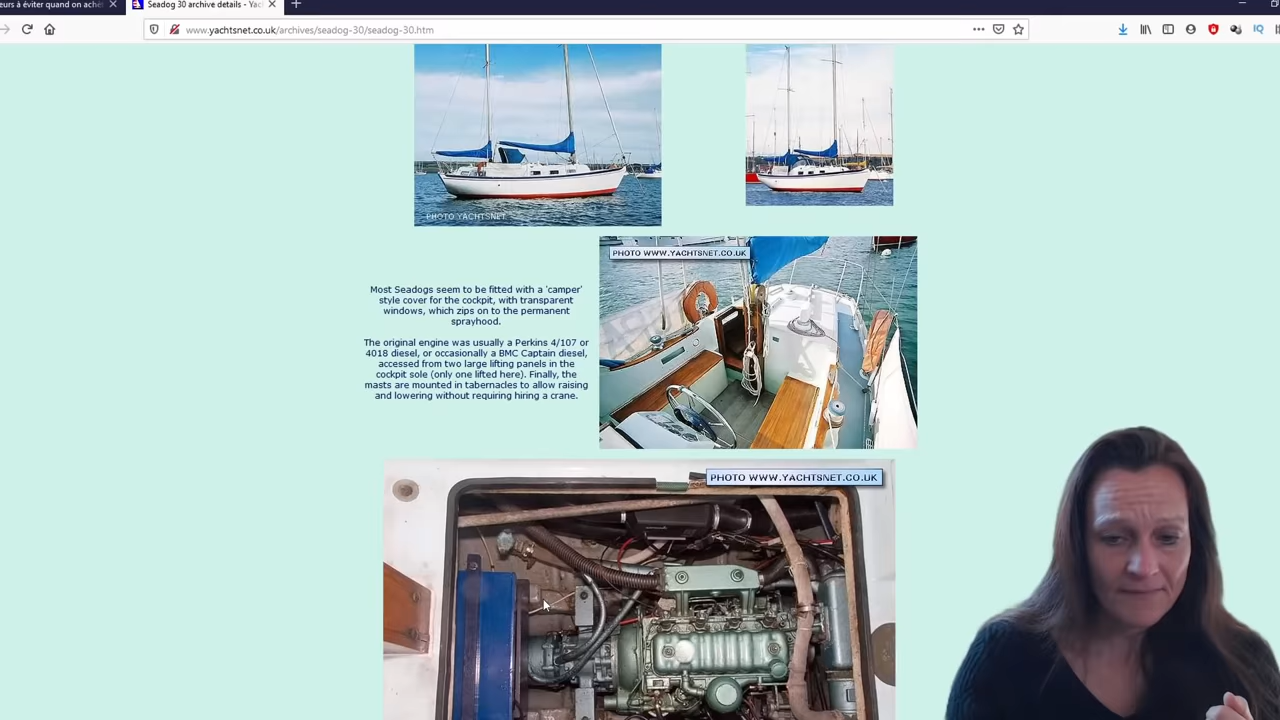 eurs à éviter quand on achè
Seadog 30 archive details - Yac
www.yachtsnet.co.uk/archives/seadog-30/seadog-30.htm
PHOTO YACHTSNET
PHOTO WWW.YACHTSNET.CO.UK
Most Seadogs seem to be fitted with a 'camper'
style cover for the cockpit, with transparent
windows, which zips on to the permanent
sprayhood.
The original engine was usually a Perkins 4/107 or
4018 diesel, or occasionally a BMC Captain diesel,
accessed from two large lifting panels in the
cockpit sole (only one lifted here). Finally, the
masts are mounted in tabernacles to allow raising
and lowering without requiring hiring a crane.
PHOTO WWW.YACHTSNET.CO.UK